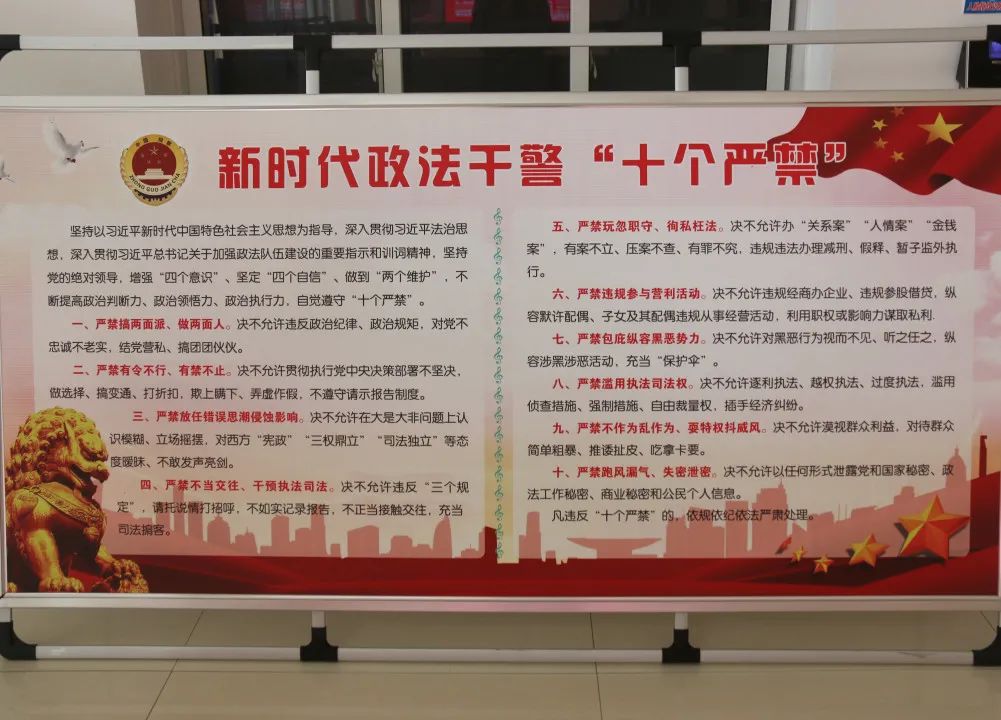 新时代政法干警“十个严禁”
ZHONG GUO JIAN CHA
坚持以习近平新时代中国特色社会主义思想为指导，深入贯彻习近平法治思
想，深入贯彻习近平总书记关于加强政法队伍建设的重要指示和训词精神，坚持
党的绝对领导，增强“四个意识”、坚定“四个自信”、做到“两个维护”，不
断提高政治判断力、政治领悟力、政治执行力，自觉遵守“十个严禁”。
一、严禁搞两面派、做两面人。决不允许违反政治纪律、政治规矩，对党不
忠诚不老实，结党营私、搞团团伙伙。
二、严禁有令不行、有禁不止。决不允许贯彻执行党中央决策部署不坚决，
做选择、搞变通、打折扣，欺上瞒下、弄虚作假，不遵守请示报告制度。
三、严禁放任错误思潮侵蚀影响。决不允许在大是大非问题上认
识模糊、立场摇摆，对西方“宪政”“三权鼎立”“司法独立”等态
度暧昧、不敢发声亮剑。
四、严禁不当交往、干预执法司法。决不允许违反“三个规
定”，请托说情打招呼，不如实记录报告，不正当接触交往，充当
司法掮客。
五、严禁玩忽职守、徇私枉法。决不允许办“关系案”“人情案”“金钱
案”，有案不立、压案不查、有罪不究，违规违法办理减刑、假释、暂予监外执
行。
六、严禁违规参与营利活动。决不允许违规经商办企业、违规参股借贷，纵
容默许配偶、子女及其配偶违规从事经营活动，利用职权或影响力谋取私利.
七、严禁包庇纵容黑恶势力。决不允许对黑恶行为视而不见、听之任之，纵
容涉黑涉恶活动，充当“保护伞”。
八、严禁滥用执法司法权。决不允许逐利执法、越权执法、过度执法，滥用
侦查措施、强制措施、自由裁量权，插手经济纠纷。
九、严禁不作为乱作为、耍特权抖威风。决不允许漠视群众利益，对待群众
简单粗暴、推诿扯皮、吃拿卡要。
十、严禁跑风漏气、失密泄密。决不允许以任何形式泄露党和国家秘密、政
法工作秘密、商业秘密和公民个人信息。
凡违反“十个严禁”的，依规依纪依法严肃处理。